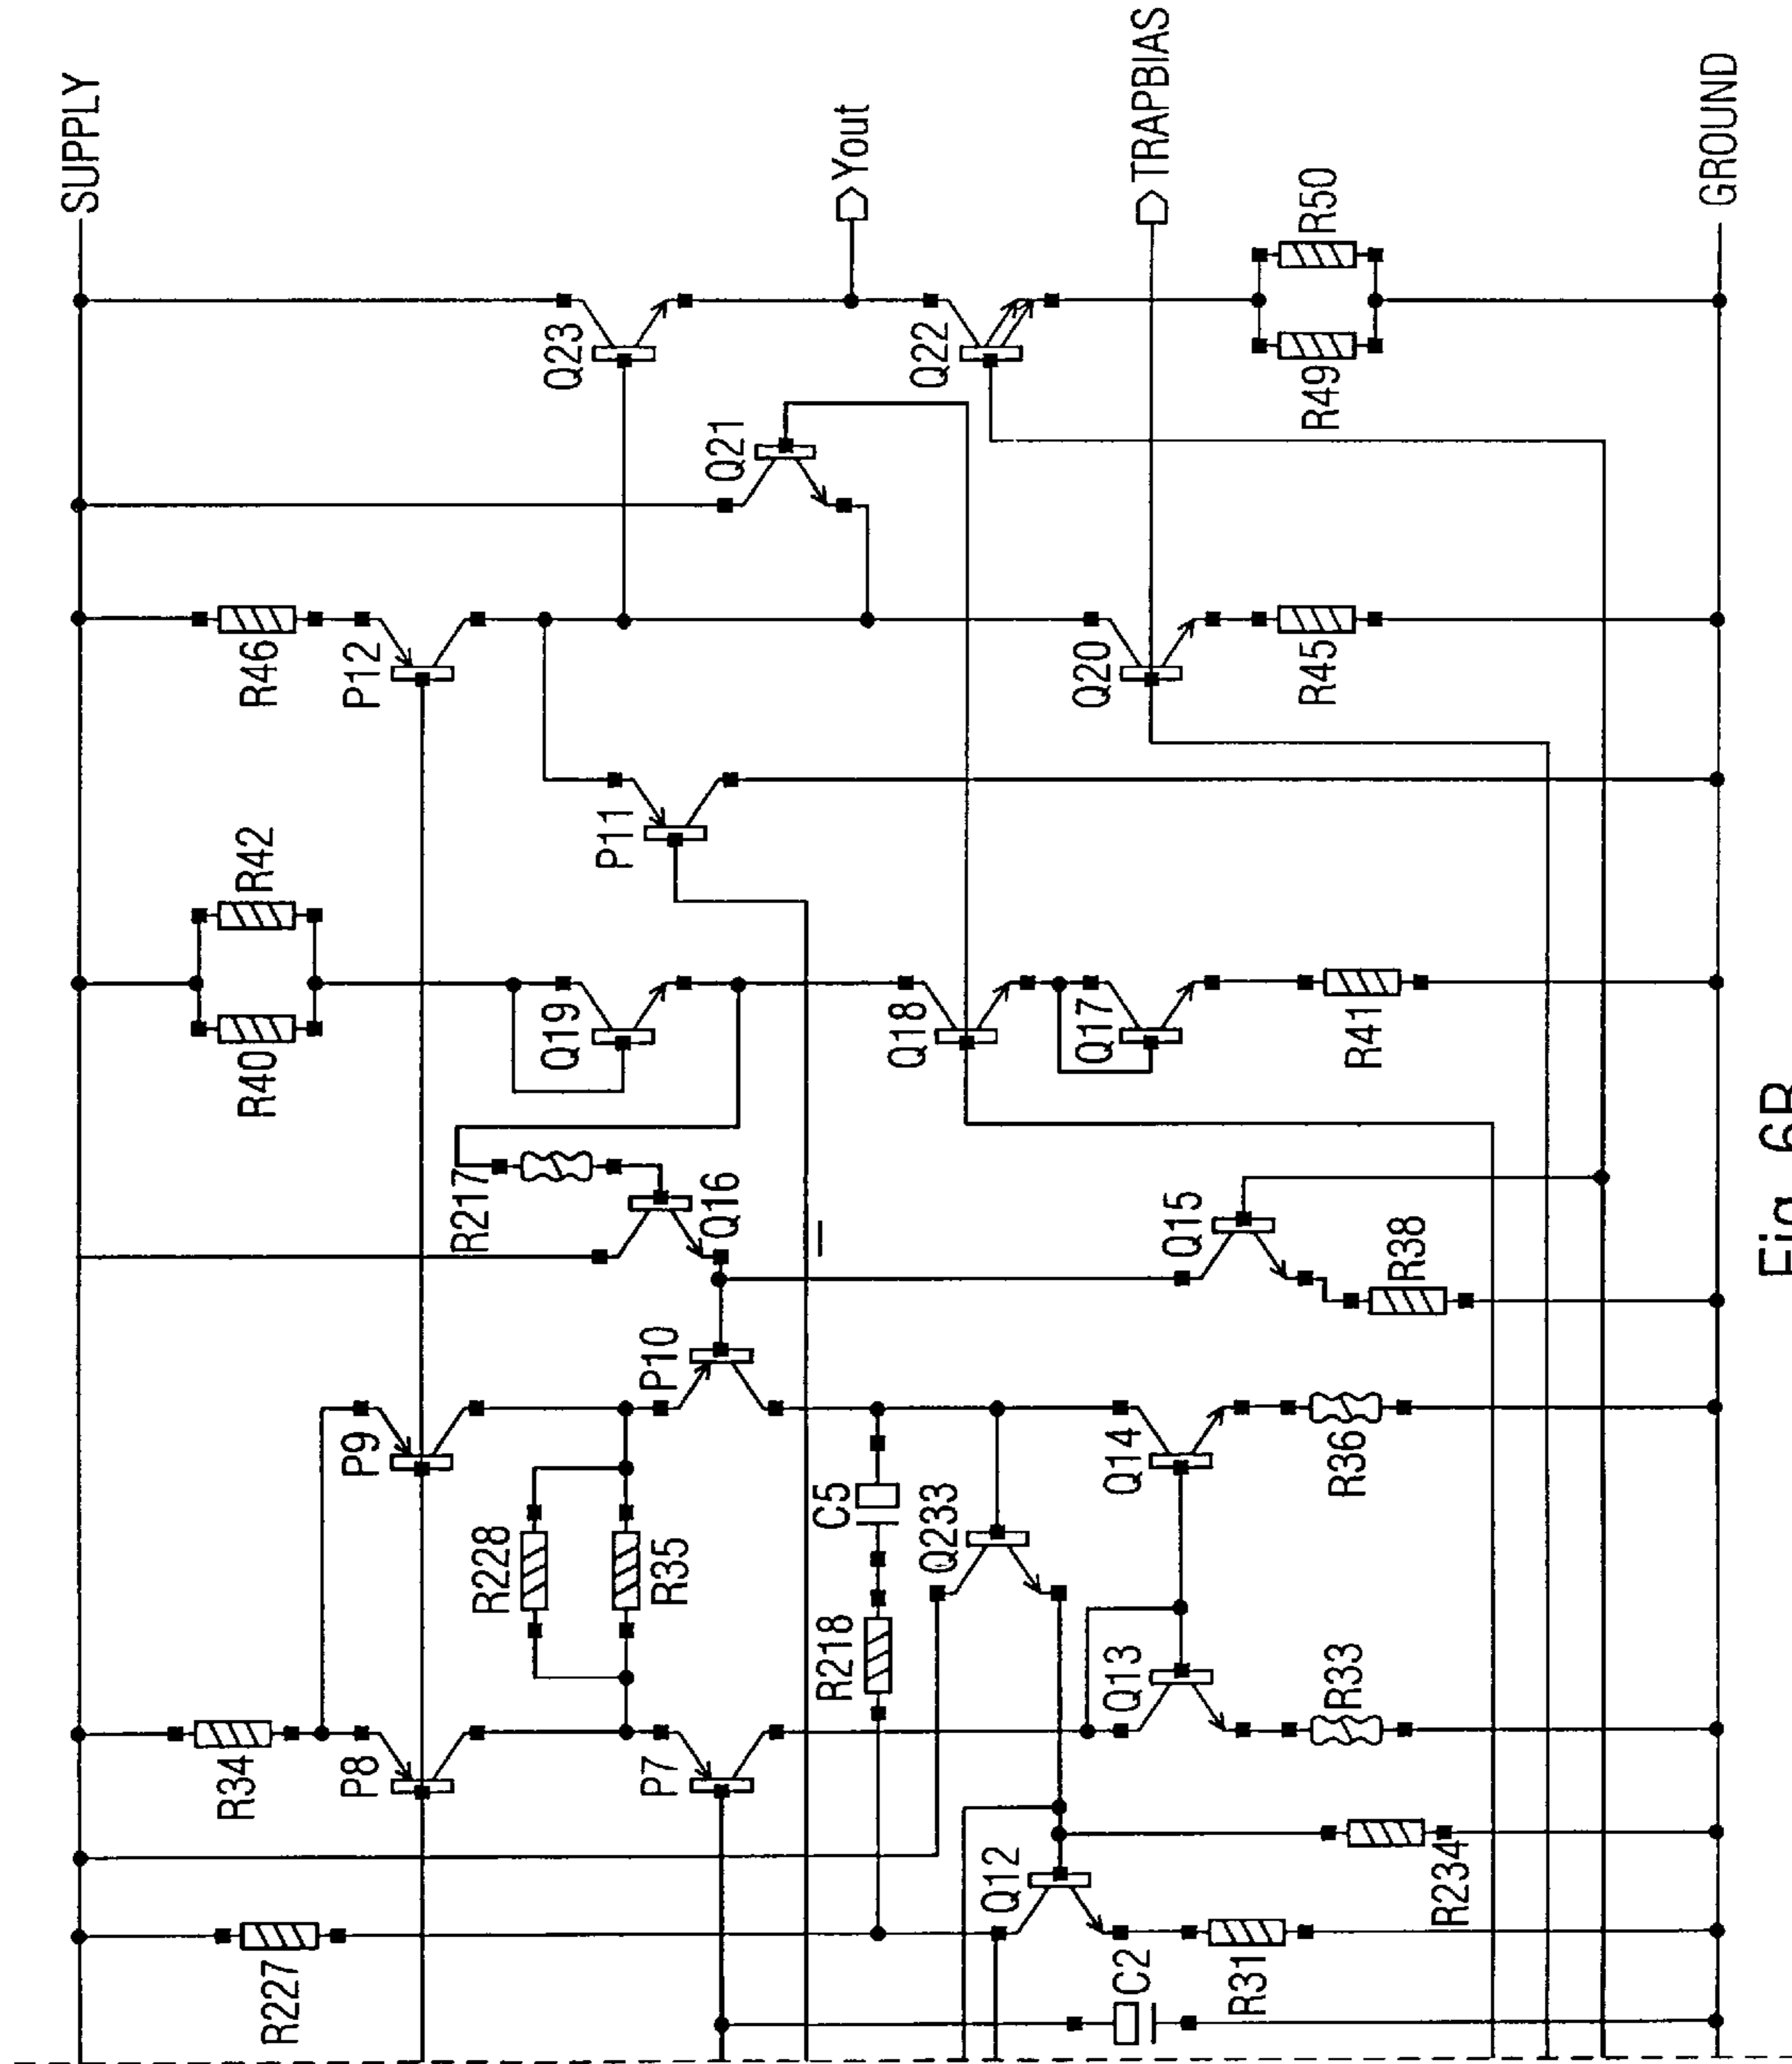 SUPPLY
Yout
TRAPBIAS
GROUND
R50
R49
Q23
Q22
Q21
R46
P12
Q20
R45
P11
R42
R40
Q19
Q18
Q17
R41
R217
Q16
Q15
R38
P10
P9
Q14
R36
R228
R35
C5
Q233
R218
Q13
R33
R34
P8
P7
Q12
R234
R227
C2
R31